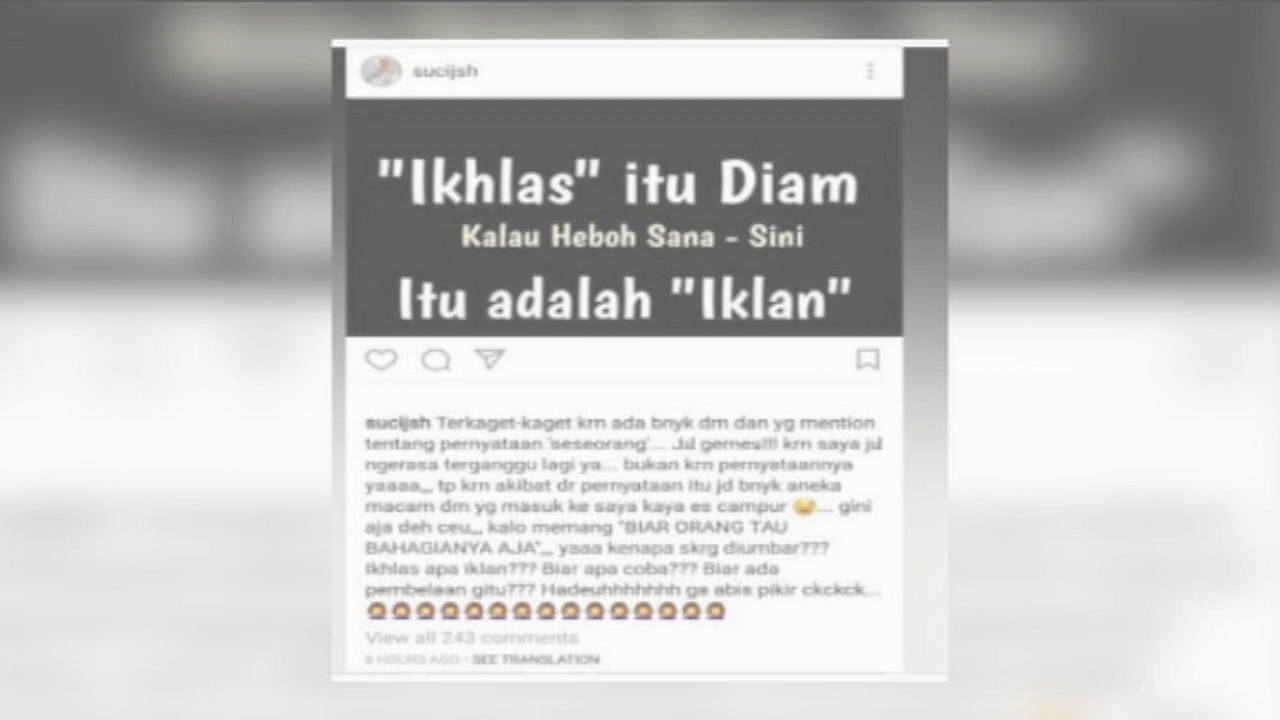 sucijsh
"Ikhlas" itu Diam
Kalau Heboh Sana - Sini
Itu adalah "Iklan"
sucijsh Terkaget-kaget krn ada bnyk dm dan yg mention
tentang pernyataan 'seseorang'... Jd gemeu!!! krn saya jd
ngerasa terganggu lagi ya... bukan krn pernyataannya
yaaaa,,, tp krn akibat dr pernyataan itu jd bnyk aneka
macam dm yg masuk ke saya kaya es campur 😅... gini
aja deh ceu,,, kalo memang "BIAR ORANG TAU
BAHAGIANYA AJA",,, yaaa kenapa skrg diumbar???
Ikhlas apa iklan??? Biar apa coba??? Biar ada
pembelaan gitu??? Hadeuhhhhhhh ga abis pikir ckckck...
🤦‍♀️🤦‍♀️🤦‍♀️🤦‍♀️🤦‍♀️🤦‍♀️🤦‍♀️🤦‍♀️🤦‍♀️🤦‍♀️🤦‍♀️🤦‍♀️🤦‍♀️🤦‍♀️🤦‍♀️
View all 243 comments
6 HOURS AGO • SEE TRANSLATION